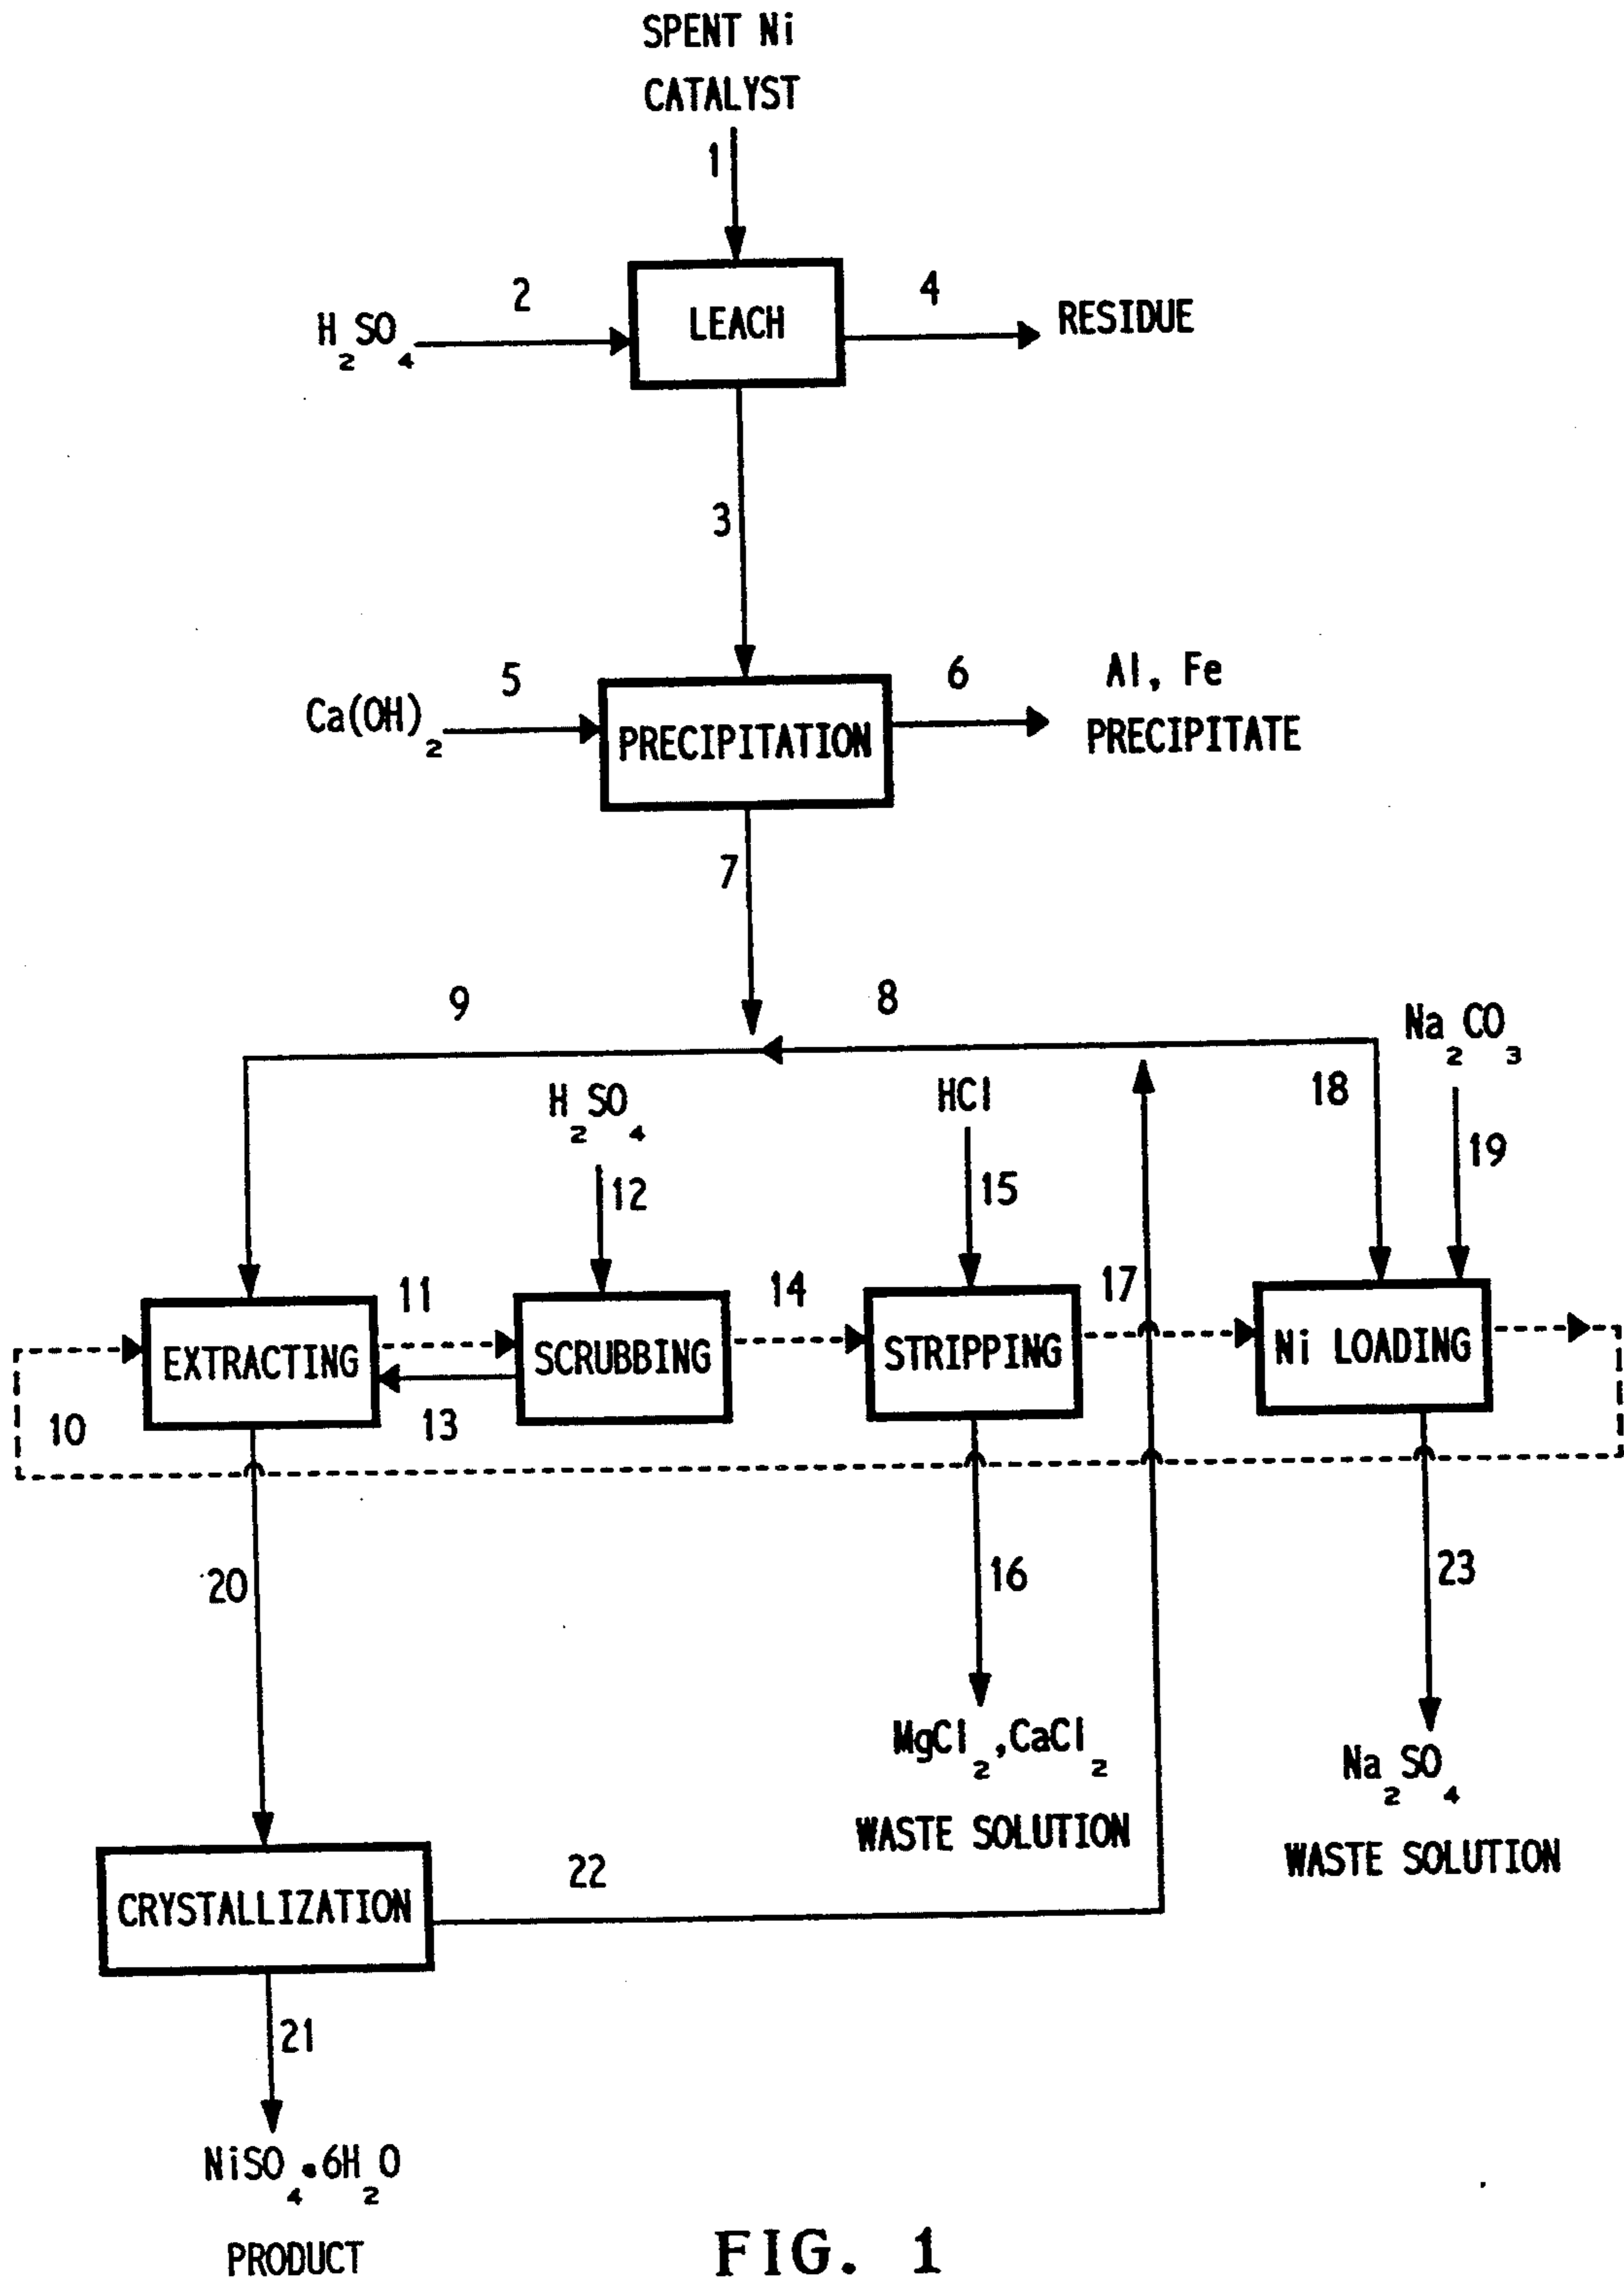 SPENT Ni
CATALYST
1
H₂SO₄
2
LEACH
4
RESIDUE
3
Ca(OH)₂
5
PRECIPITATION
6
Al, Fe
PRECIPITATE
7
9
8
Na₂CO₃
H₂SO₄
HCl
18
12
15
19
11
14
17
EXTRACTING
SCRUBBING
STRIPPING
Ni LOADING
10
13
20
16
23
MgCl₂,CaCl₂
WASTE SOLUTION
Na₂SO₄
WASTE SOLUTION
CRYSTALLIZATION
22
21
NiSO₄.6H₂O
PRODUCT
FIG. 1